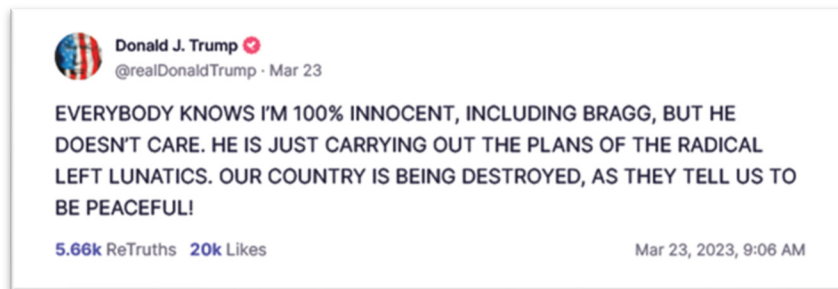 Donald J. Trump
@realDonaldTrump · Mar 23
EVERYBODY KNOWS I'M 100% INNOCENT, INCLUDING BRAGG, BUT HE
DOESN'T CARE. HE IS JUST CARRYING OUT THE PLANS OF THE RADICAL
LEFT LUNATICS. OUR COUNTRY IS BEING DESTROYED, AS THEY TELL US TO
BE PEACEFUL!
5.66k ReTruths 20k Likes Mar 23, 2023, 9:06 AM